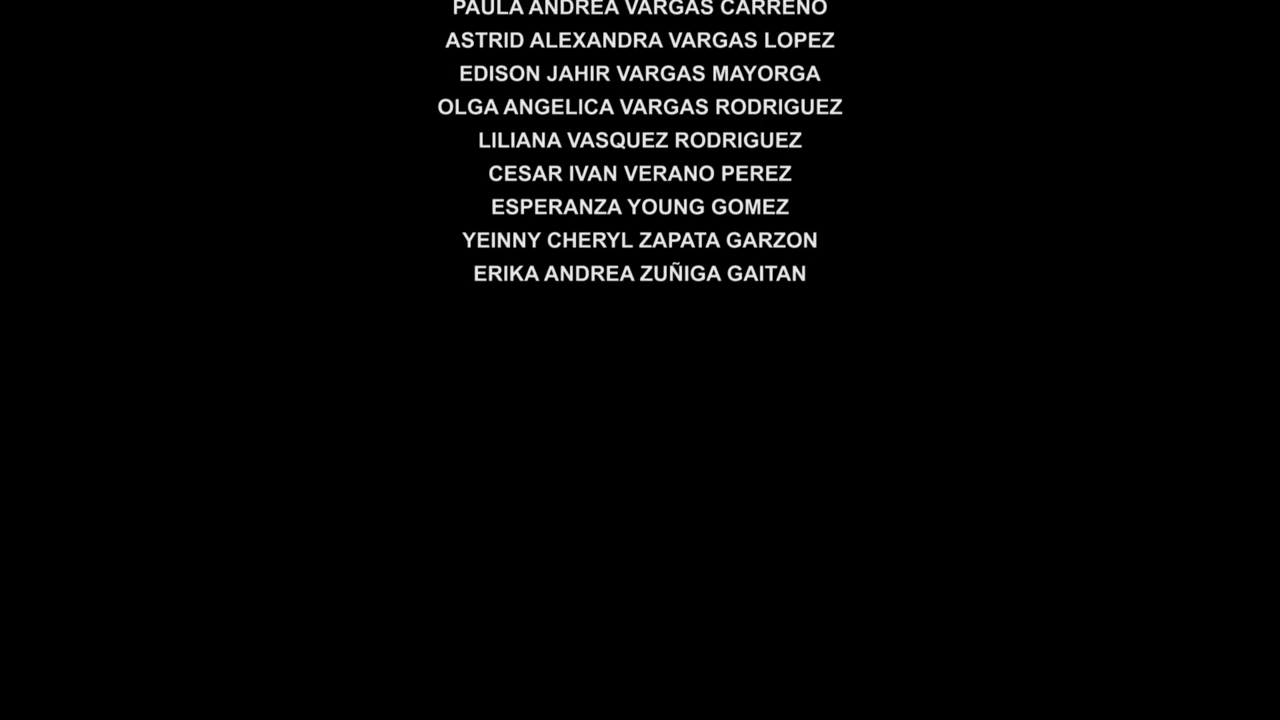 PAULA ANDREA VARGAS CARREÑO
ASTRID ALEXANDRA VARGAS LOPEZ
EDISON JAHIR VARGAS MAYORGA
OLGA ANGELICA VARGAS RODRIGUEZ
LILIANA VASQUEZ RODRIGUEZ
CESAR IVAN VERANO PEREZ
ESPERANZA YOUNG GOMEZ
YEINNY CHERYL ZAPATA GARZON
ERIKA ANDREA ZUÑIGA GAITAN